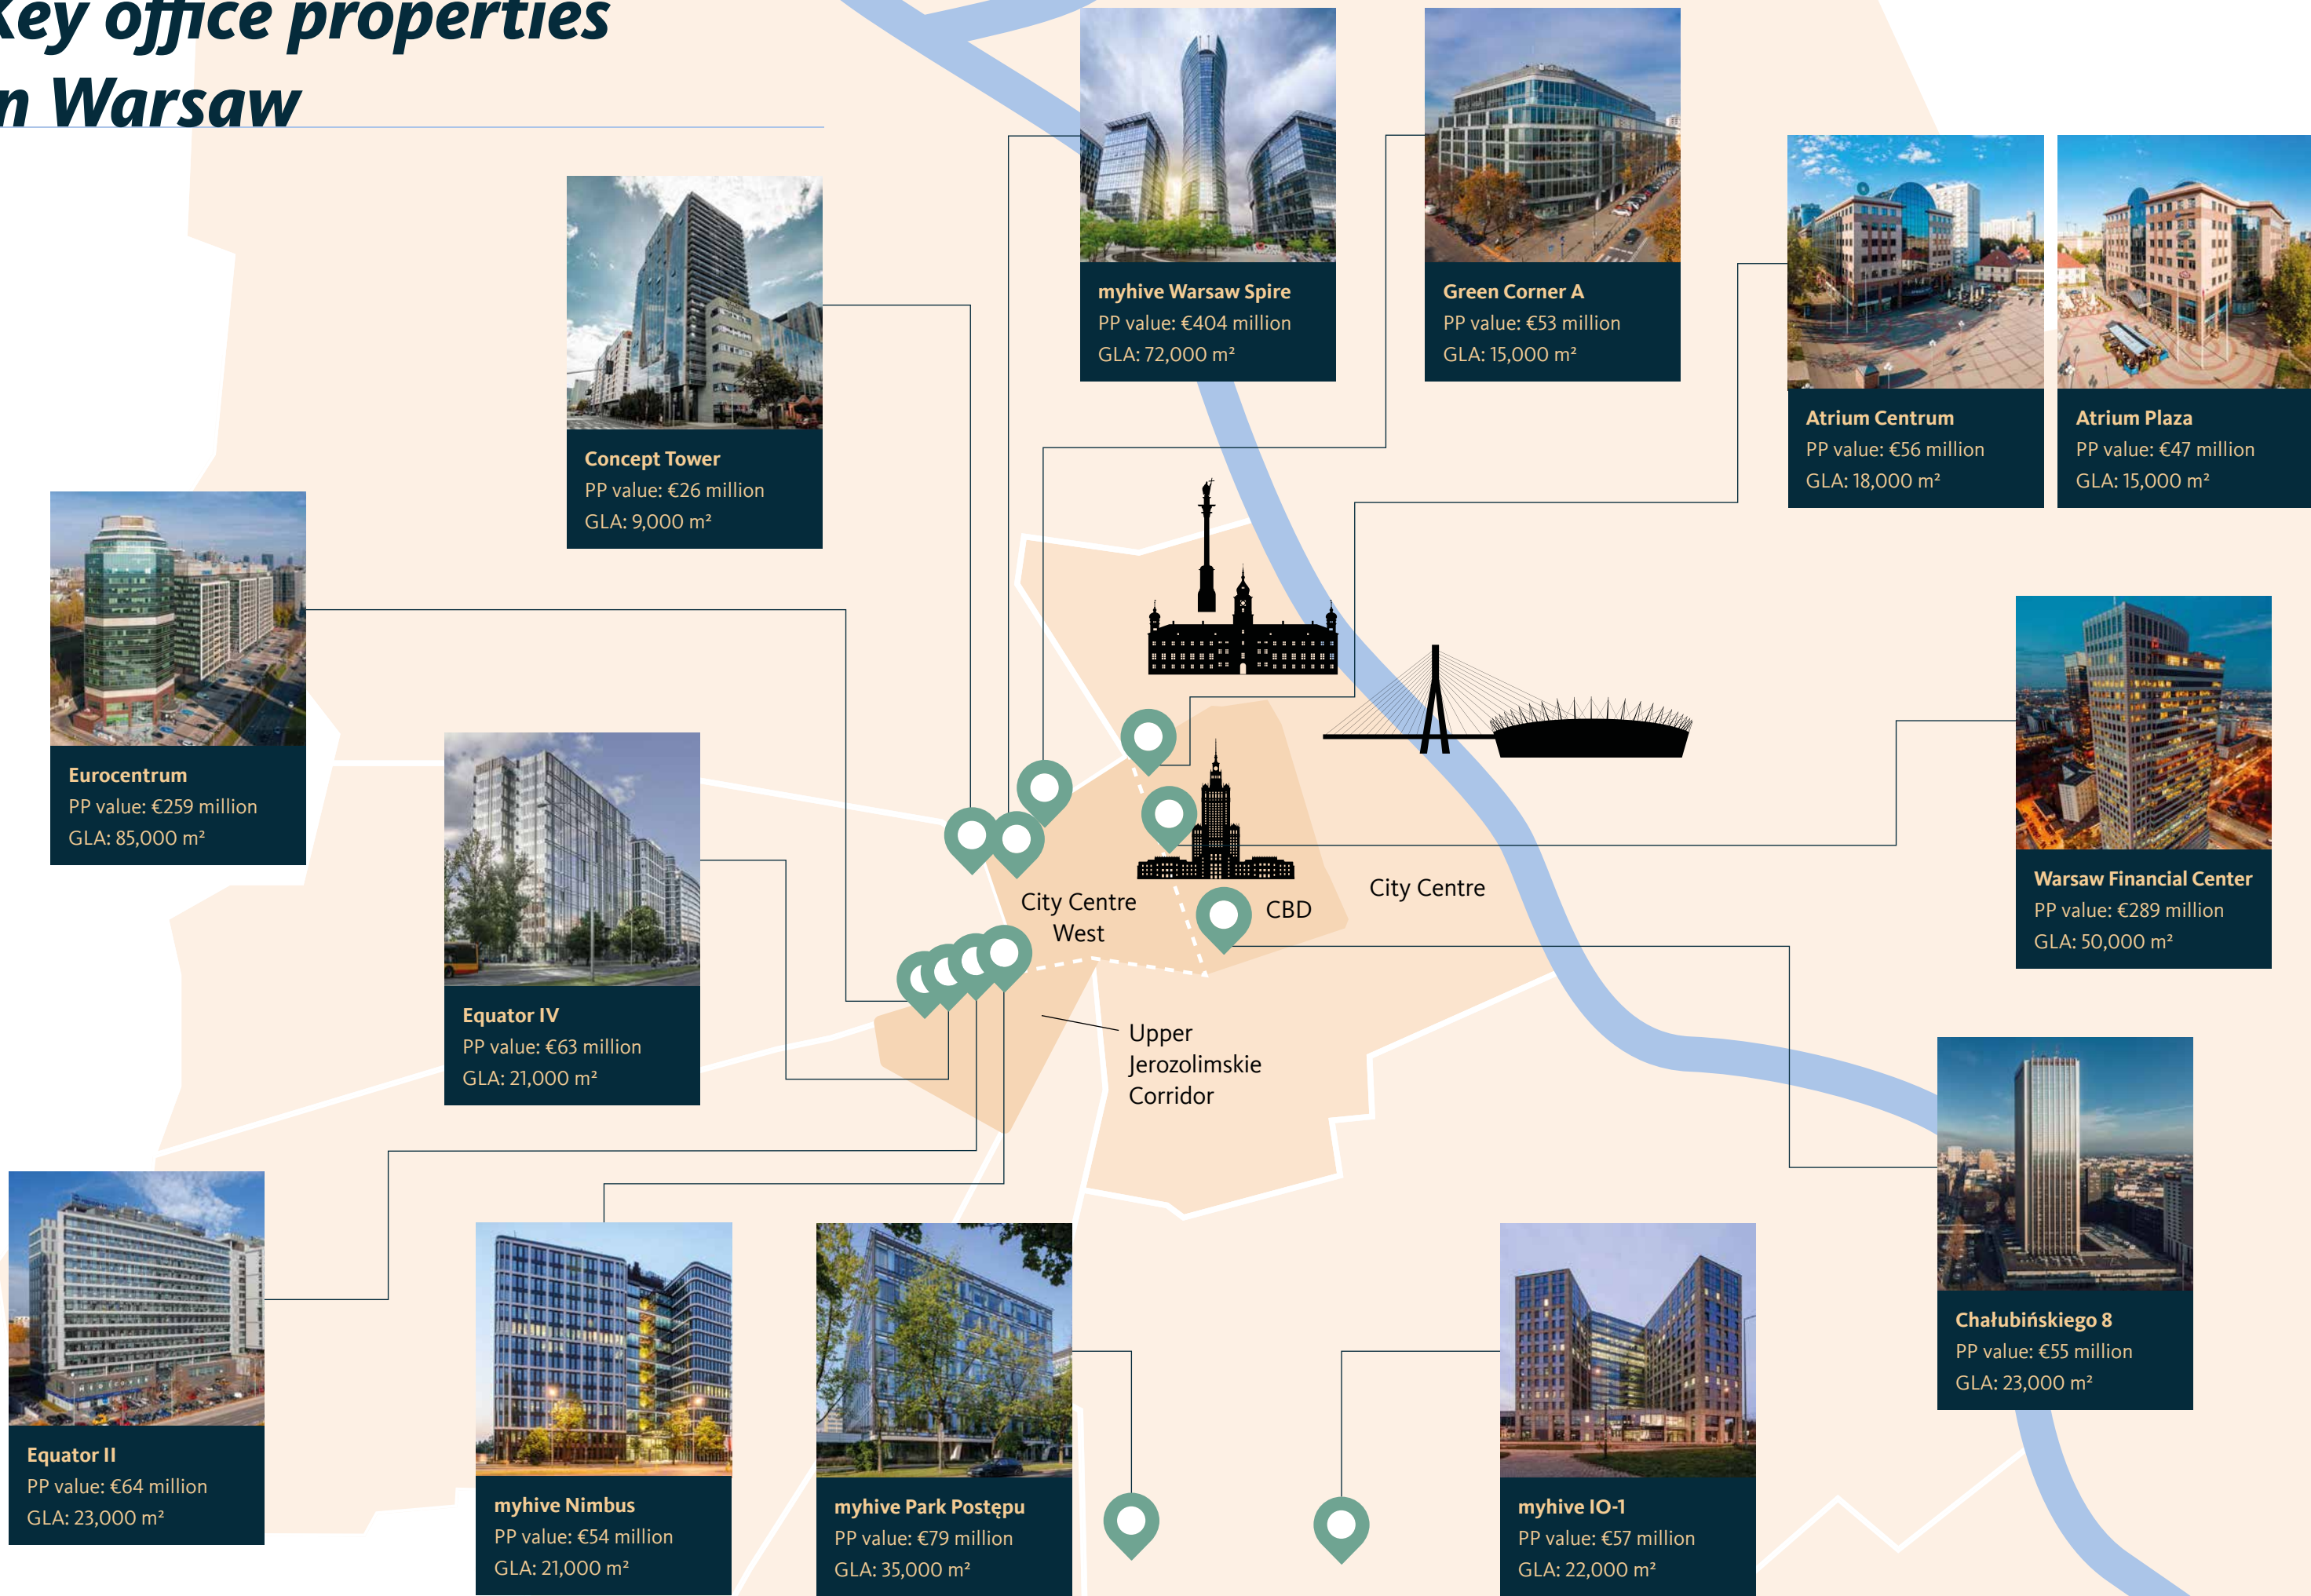 Key office properties
in Warsaw
myhive Warsaw Spire
PP value: €404 million
GLA: 72,000 m²
Green Corner A
PP value: €53 million
GLA: 15,000 m²
Atrium Centrum
PP value: €56 million
GLA: 18,000 m²
Atrium Plaza
PP value: €47 million
GLA: 15,000 m²
Concept Tower
PP value: €26 million
GLA: 9,000 m²
Eurocentrum
PP value: €259 million
GLA: 85,000 m²
Equator IV
PP value: €63 million
GLA: 21,000 m²
City Centre
West
CBD
City Centre
Upper
Jerozolimskie
Corridor
Warsaw Financial Center
PP value: €289 million
GLA: 50,000 m²
Chałubińskiego 8
PP value: €55 million
GLA: 23,000 m²
Equator II
PP value: €64 million
GLA: 23,000 m²
myhive Nimbus
PP value: €54 million
GLA: 21,000 m²
myhive Park Postępu
PP value: €79 million
GLA: 35,000 m²
myhive IO-1
PP value: €57 million
GLA: 22,000 m²